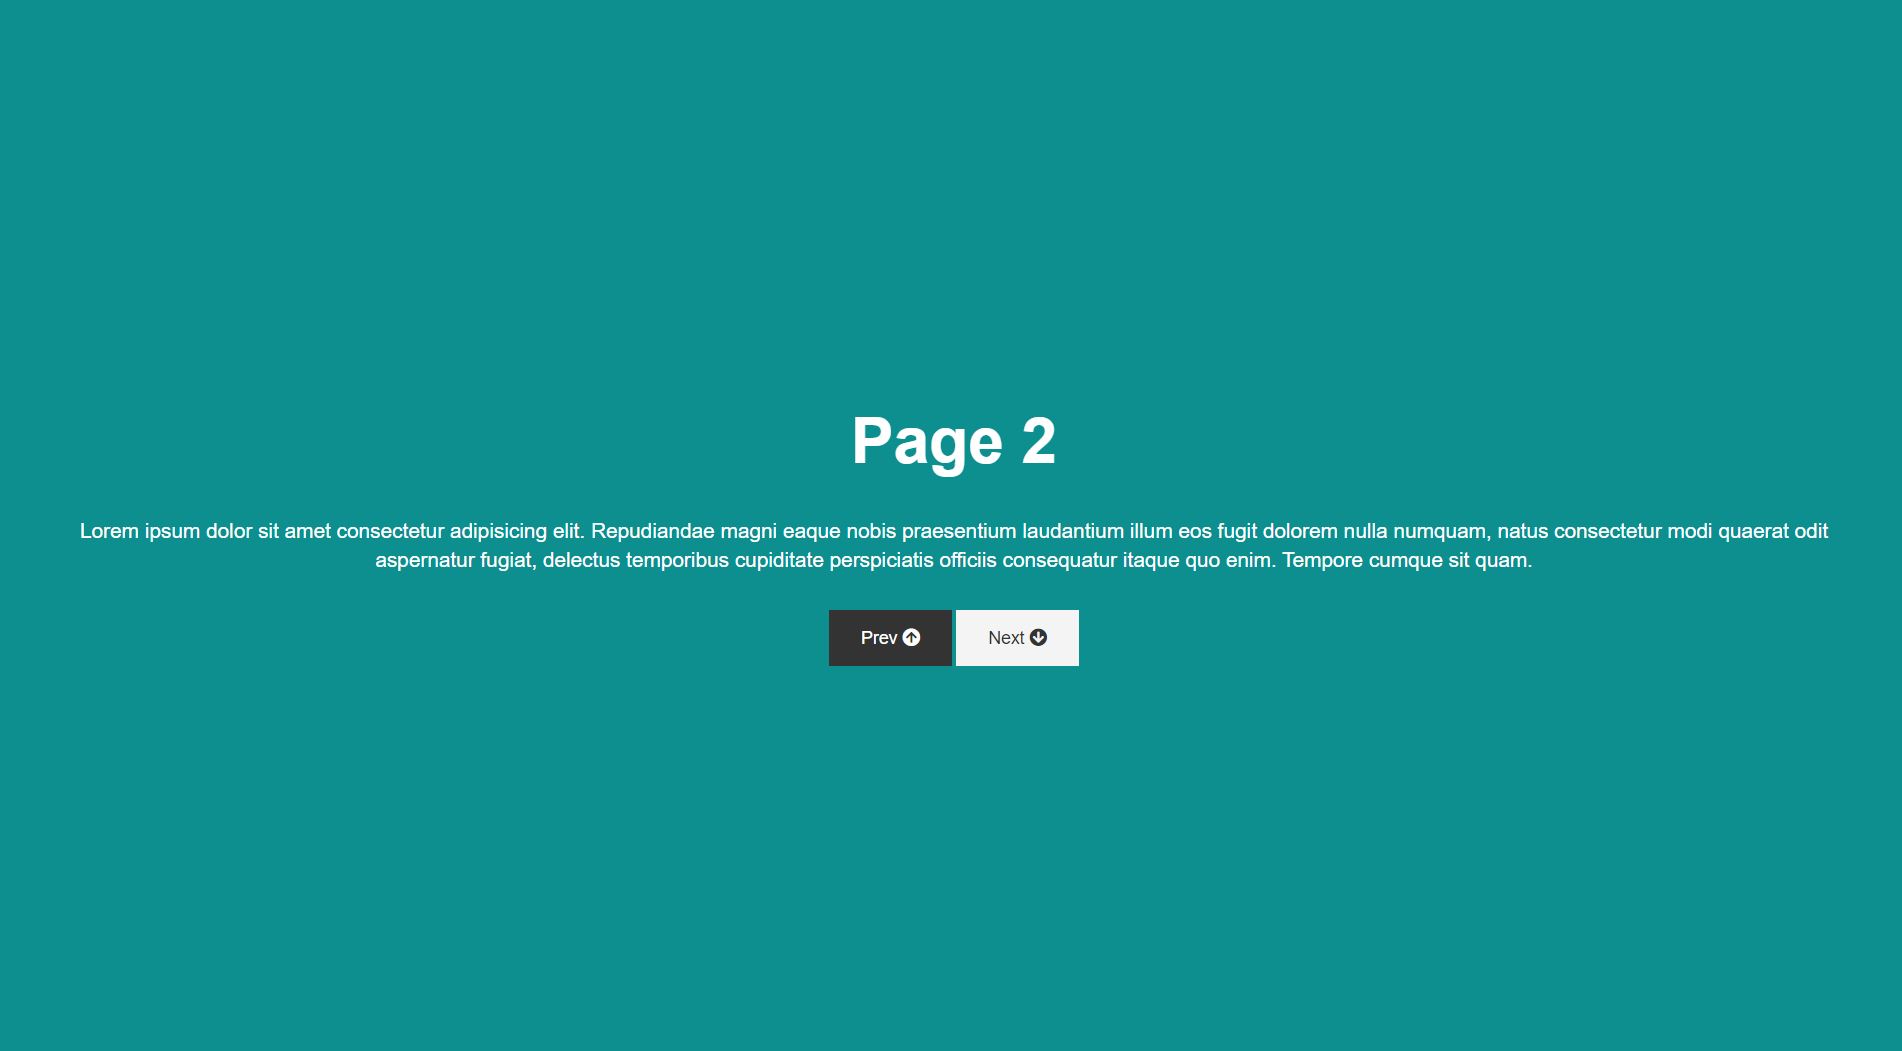 Page 2
Lorem ipsum dolor sit amet consectetur adipisicing elit. Repudiandae magni eaque nobis praesentium laudantium illum eos fugit dolorem nulla numquam, natus consectetur modi quaerat odit
aspernatur fugiat, delectus temporibus cupiditate perspiciatis officiis consequatur itaque quo enim. Tempore cumque sit quam.
Prev Next